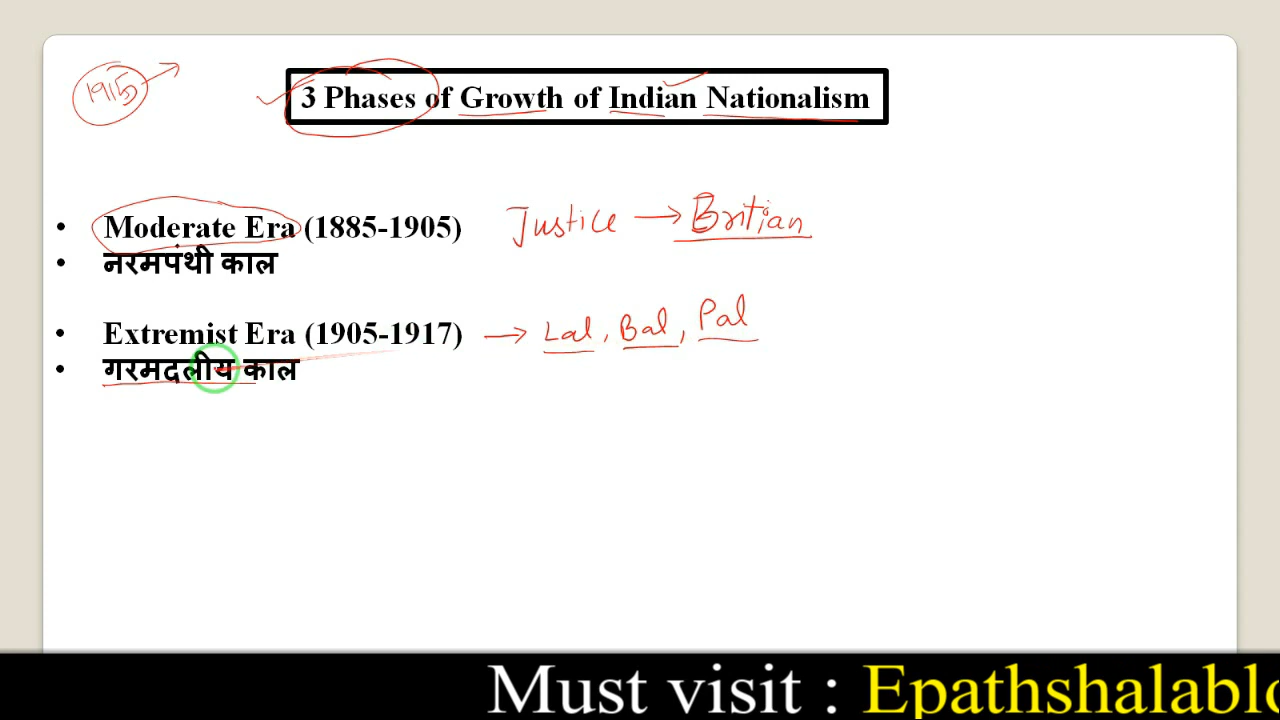 1915
3 Phases of Growth of Indian Nationalism
• Moderate Era (1885-1905) Justice → Britian
• नरमपंथी काल
• Extremist Era (1905-1917) → Lal, Bal, Pal
• गरमदलीय काल
Must visit : Epathshalablo